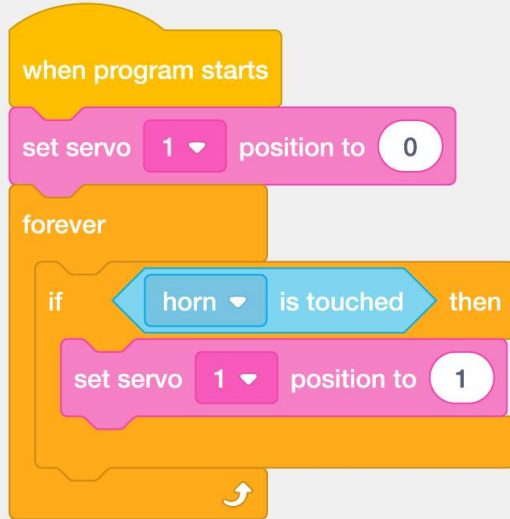 when program starts
set servo 1 position to 0
forever
if horn is touched then
set servo 1 position to 1